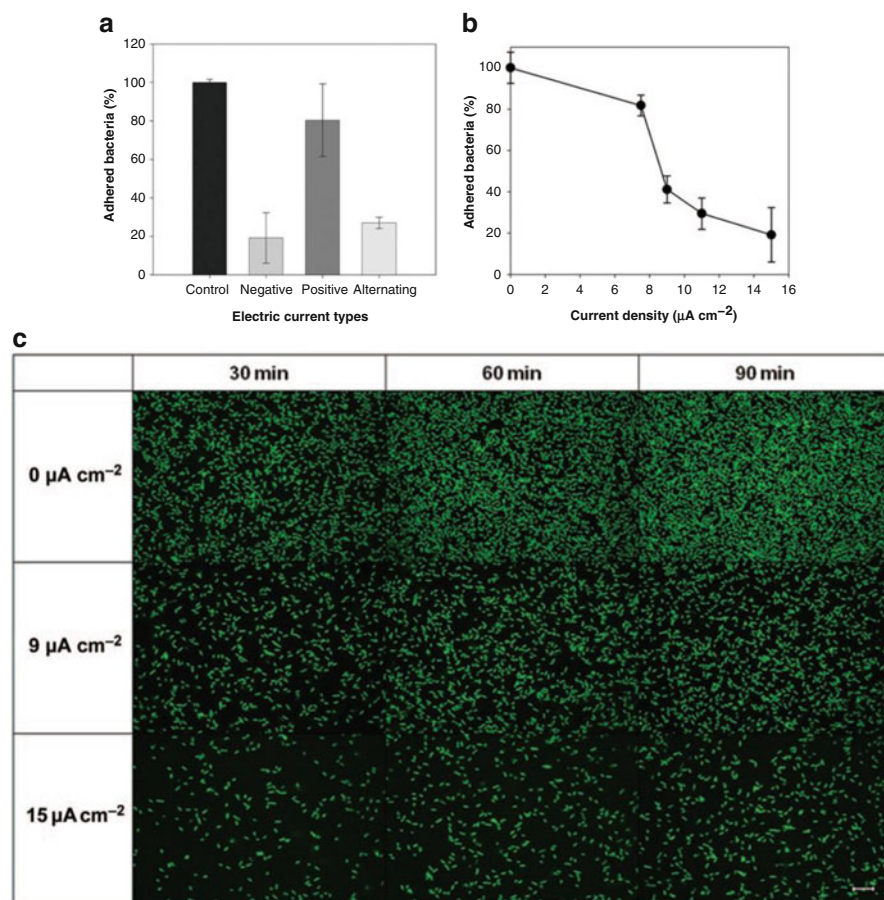 a
120
100
80
60
40
20
0
Adhered bacteria (%)
Control Negative Positive Alternating
Electric current types
b
100
80
60
40
20
0
Adhered bacteria (%)
0 2 4 6 8 10 12 14 16
Current density (µA cm⁻²)
c
30 min 60 min 90 min
0 µA cm⁻²
9 µA cm⁻²
15 µA cm⁻²